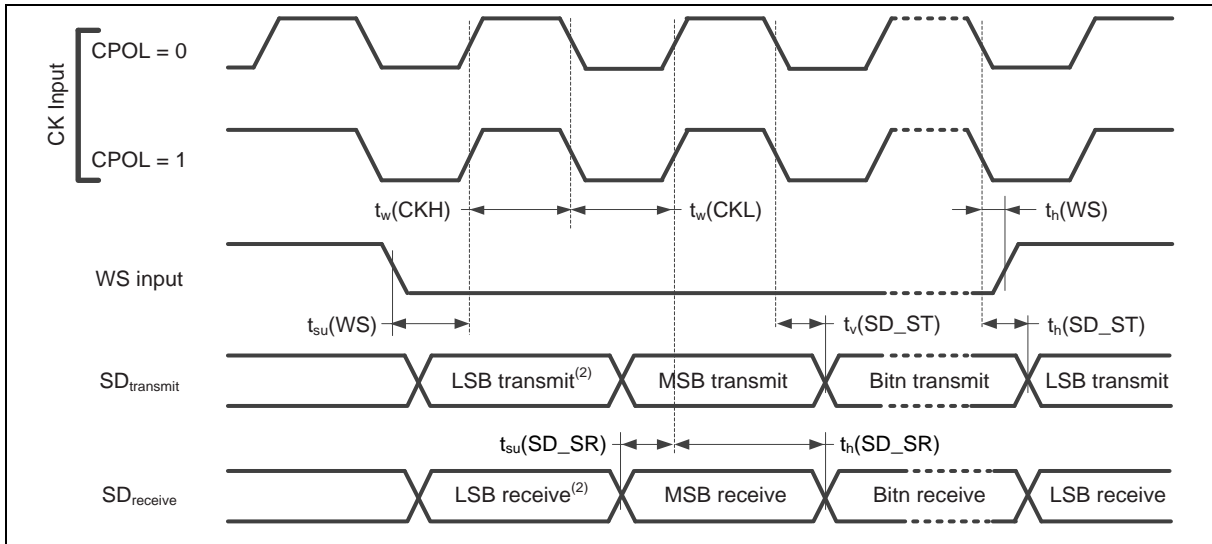 CK Input
CPOL = 0
CPOL = 1
tw(CKH)
tw(CKL)
th(WS)
WS input
tsu(WS)
tv(SD_ST)
th(SD_ST)
SDtransmit
LSB transmit(2)
MSB transmit
Bitn transmit
LSB transmit
tsu(SD_SR)
th(SD_SR)
SDreceive
LSB receive(2)
MSB receive
Bitn receive
LSB receive